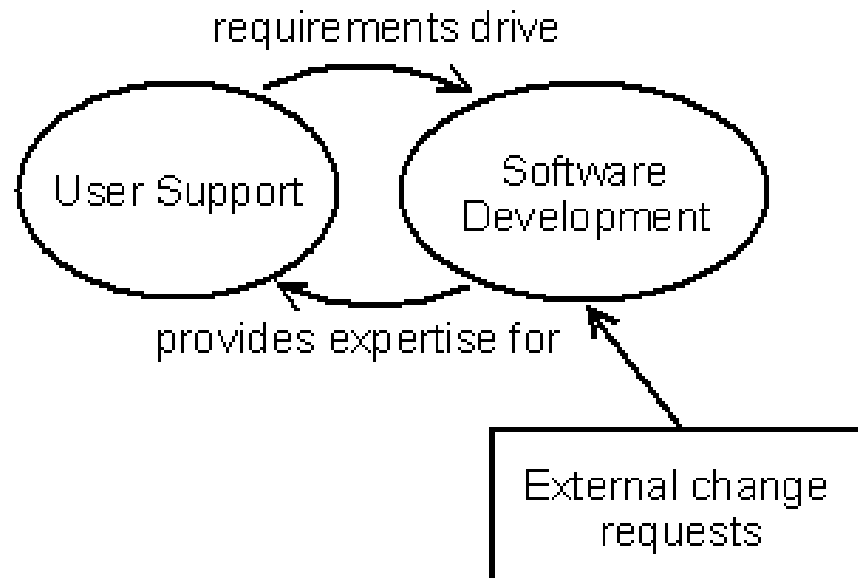 requirements drive
User Support
Software
Development
provides expertise for
External change
requests